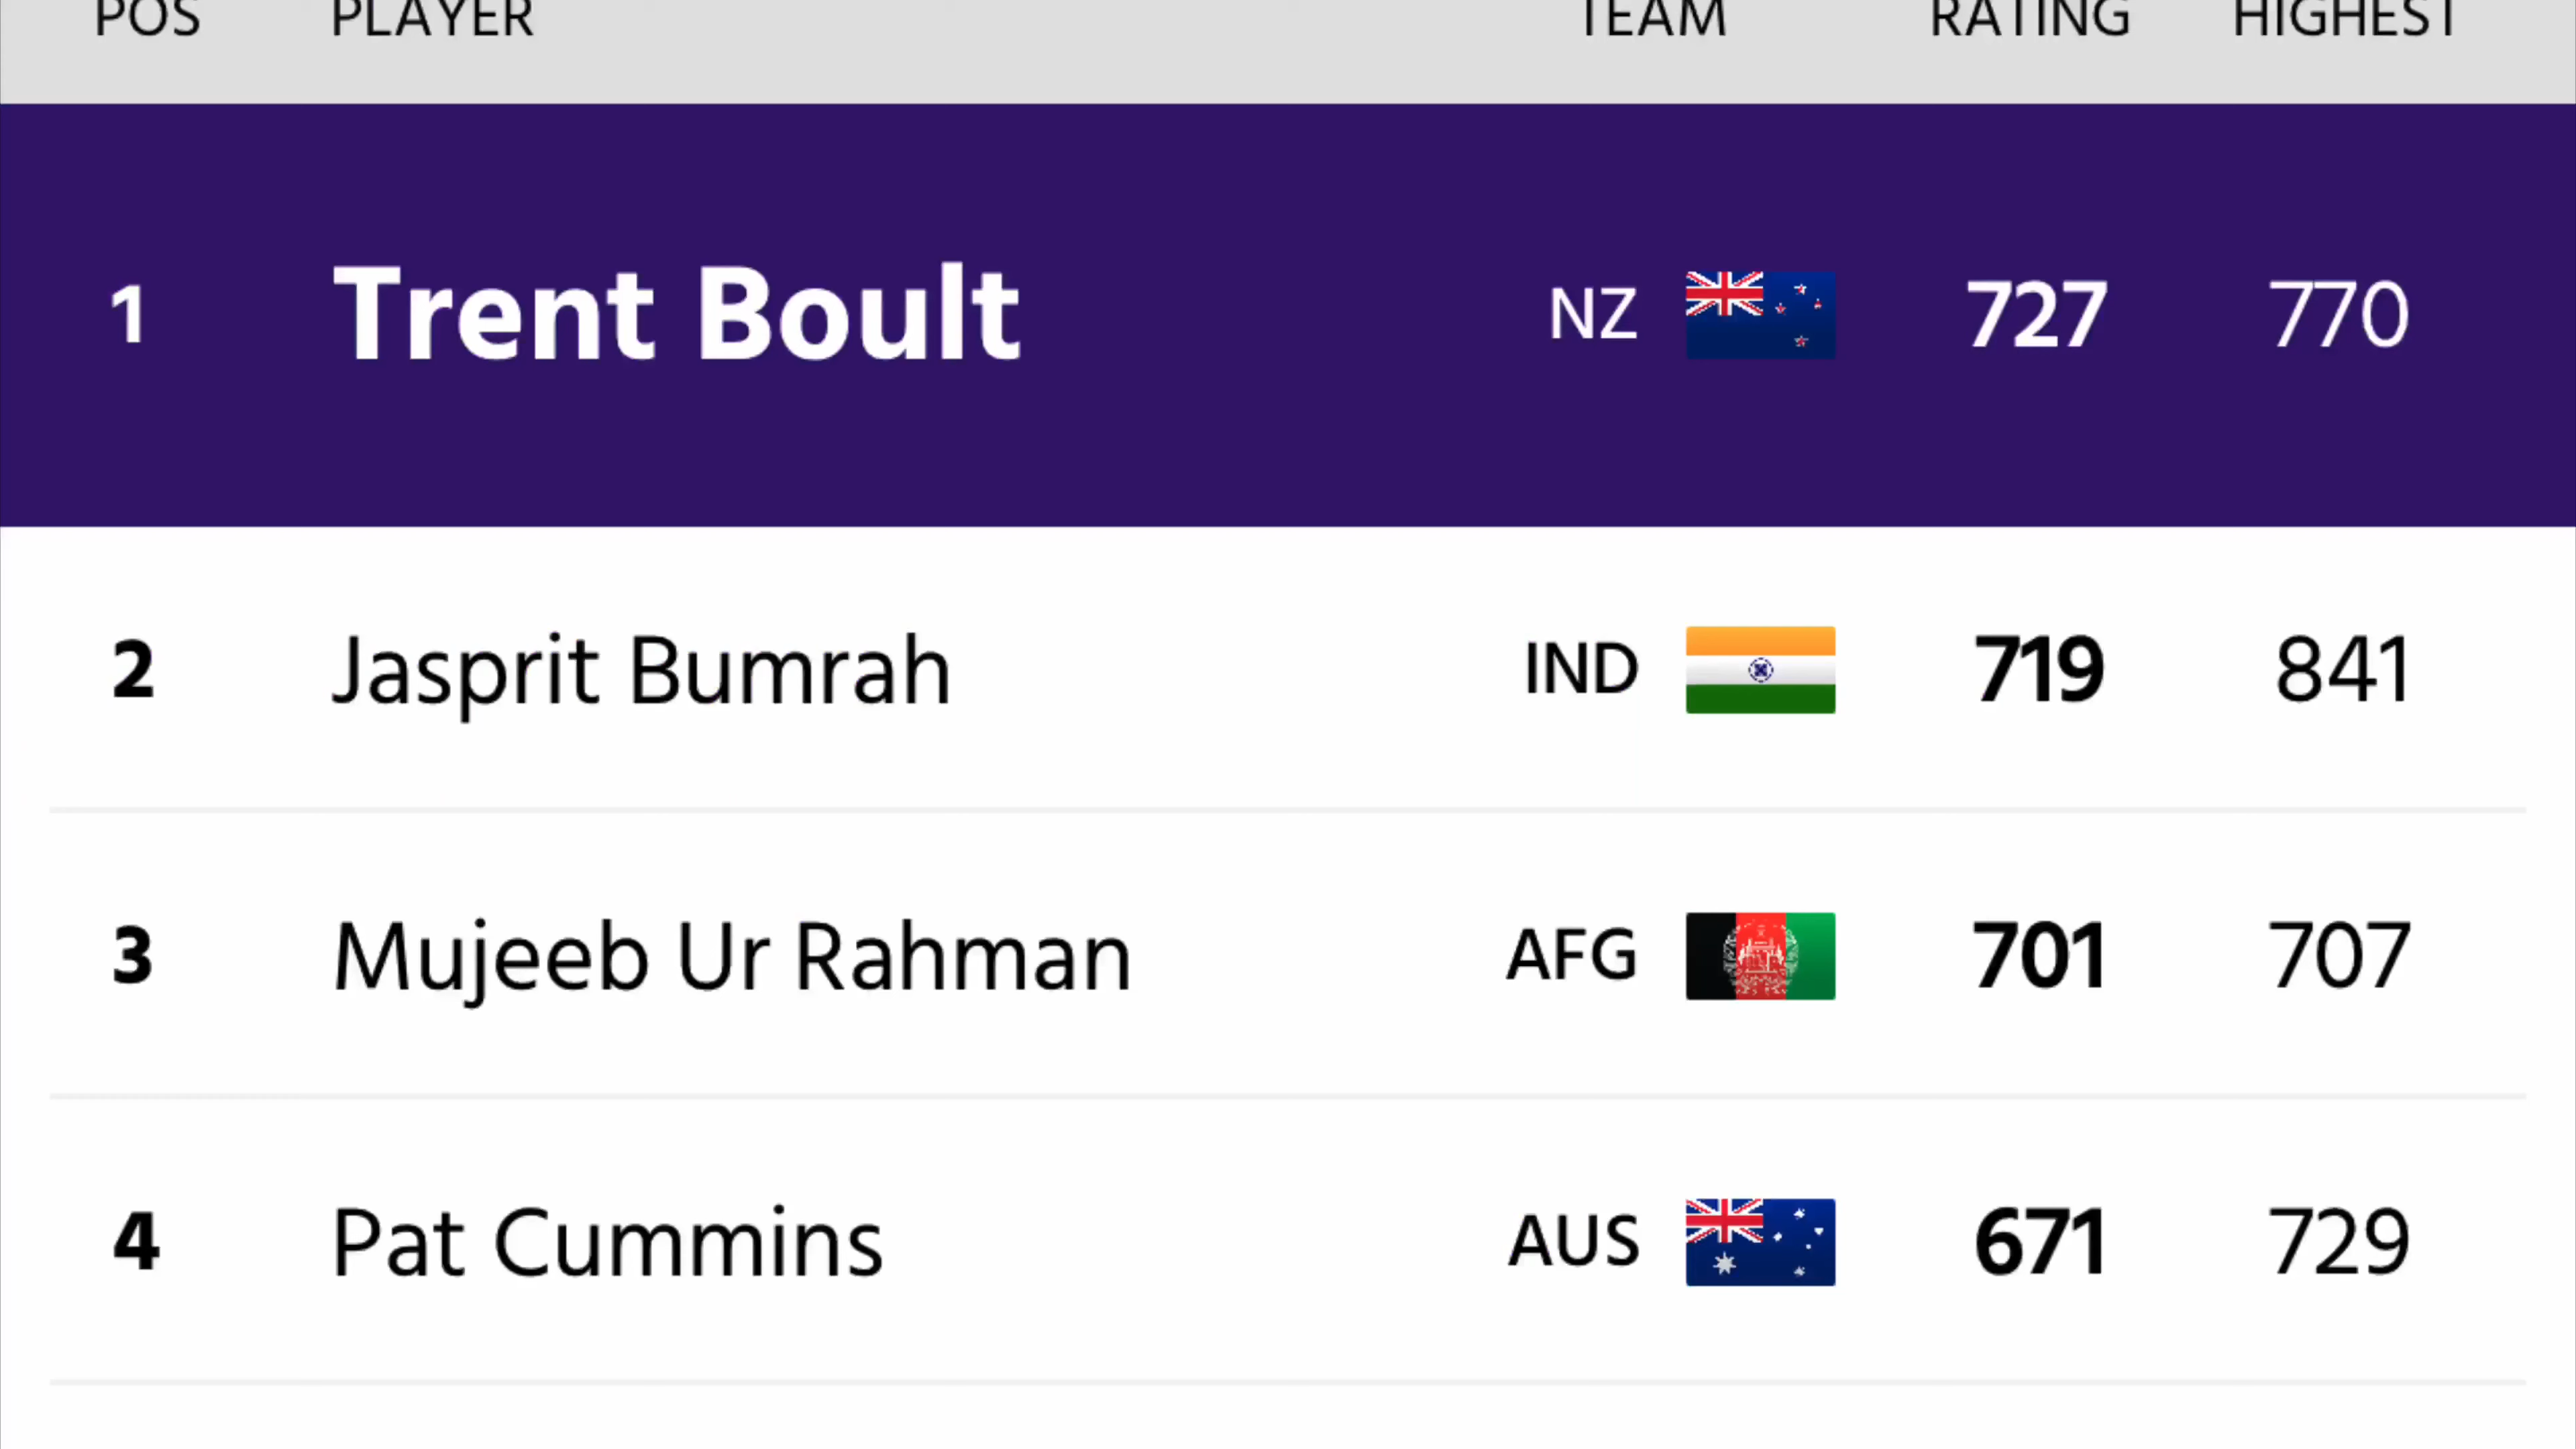 POS PLAYER TEAM RATING HIGHEST
1 Trent Boult NZ 727 770
2 Jasprit Bumrah IND 719 841
3 Mujeeb Ur Rahman AFG 701 707
4 Pat Cummins AUS 671 729